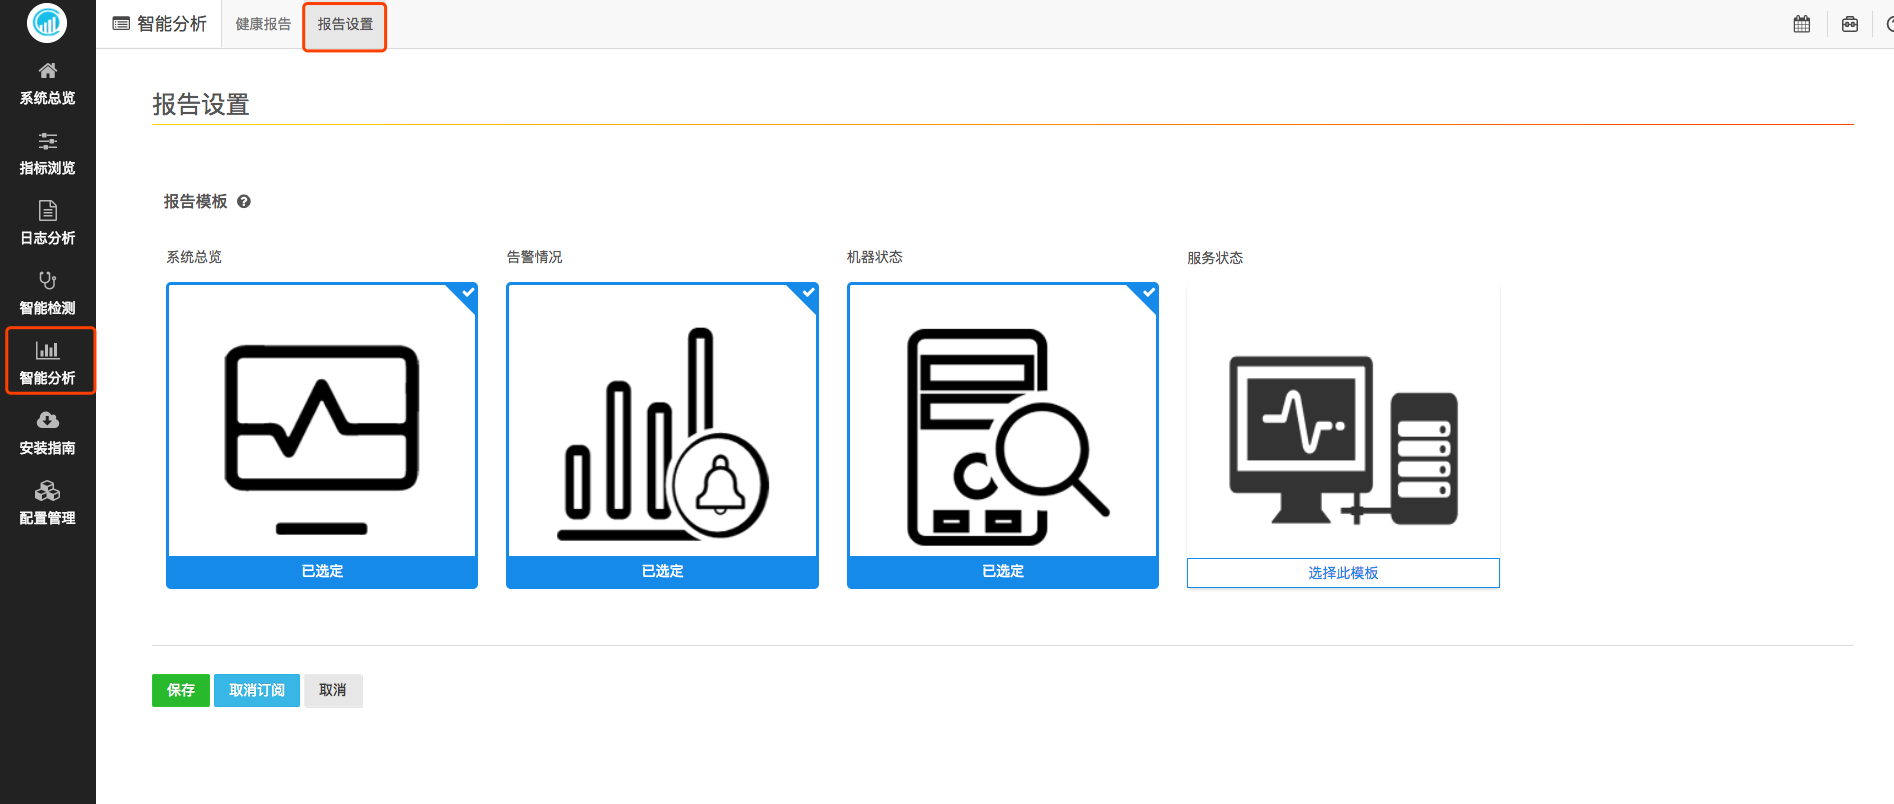 智能分析
健康报告
报告设置
系统总览
指标浏览
日志分析
智能检测
智能分析
安装指南
配置管理
报告设置
报告模板
系统总览
告警情况
机器状态
服务状态
已选定
已选定
已选定
选择此模板
保存
取消订阅
取消